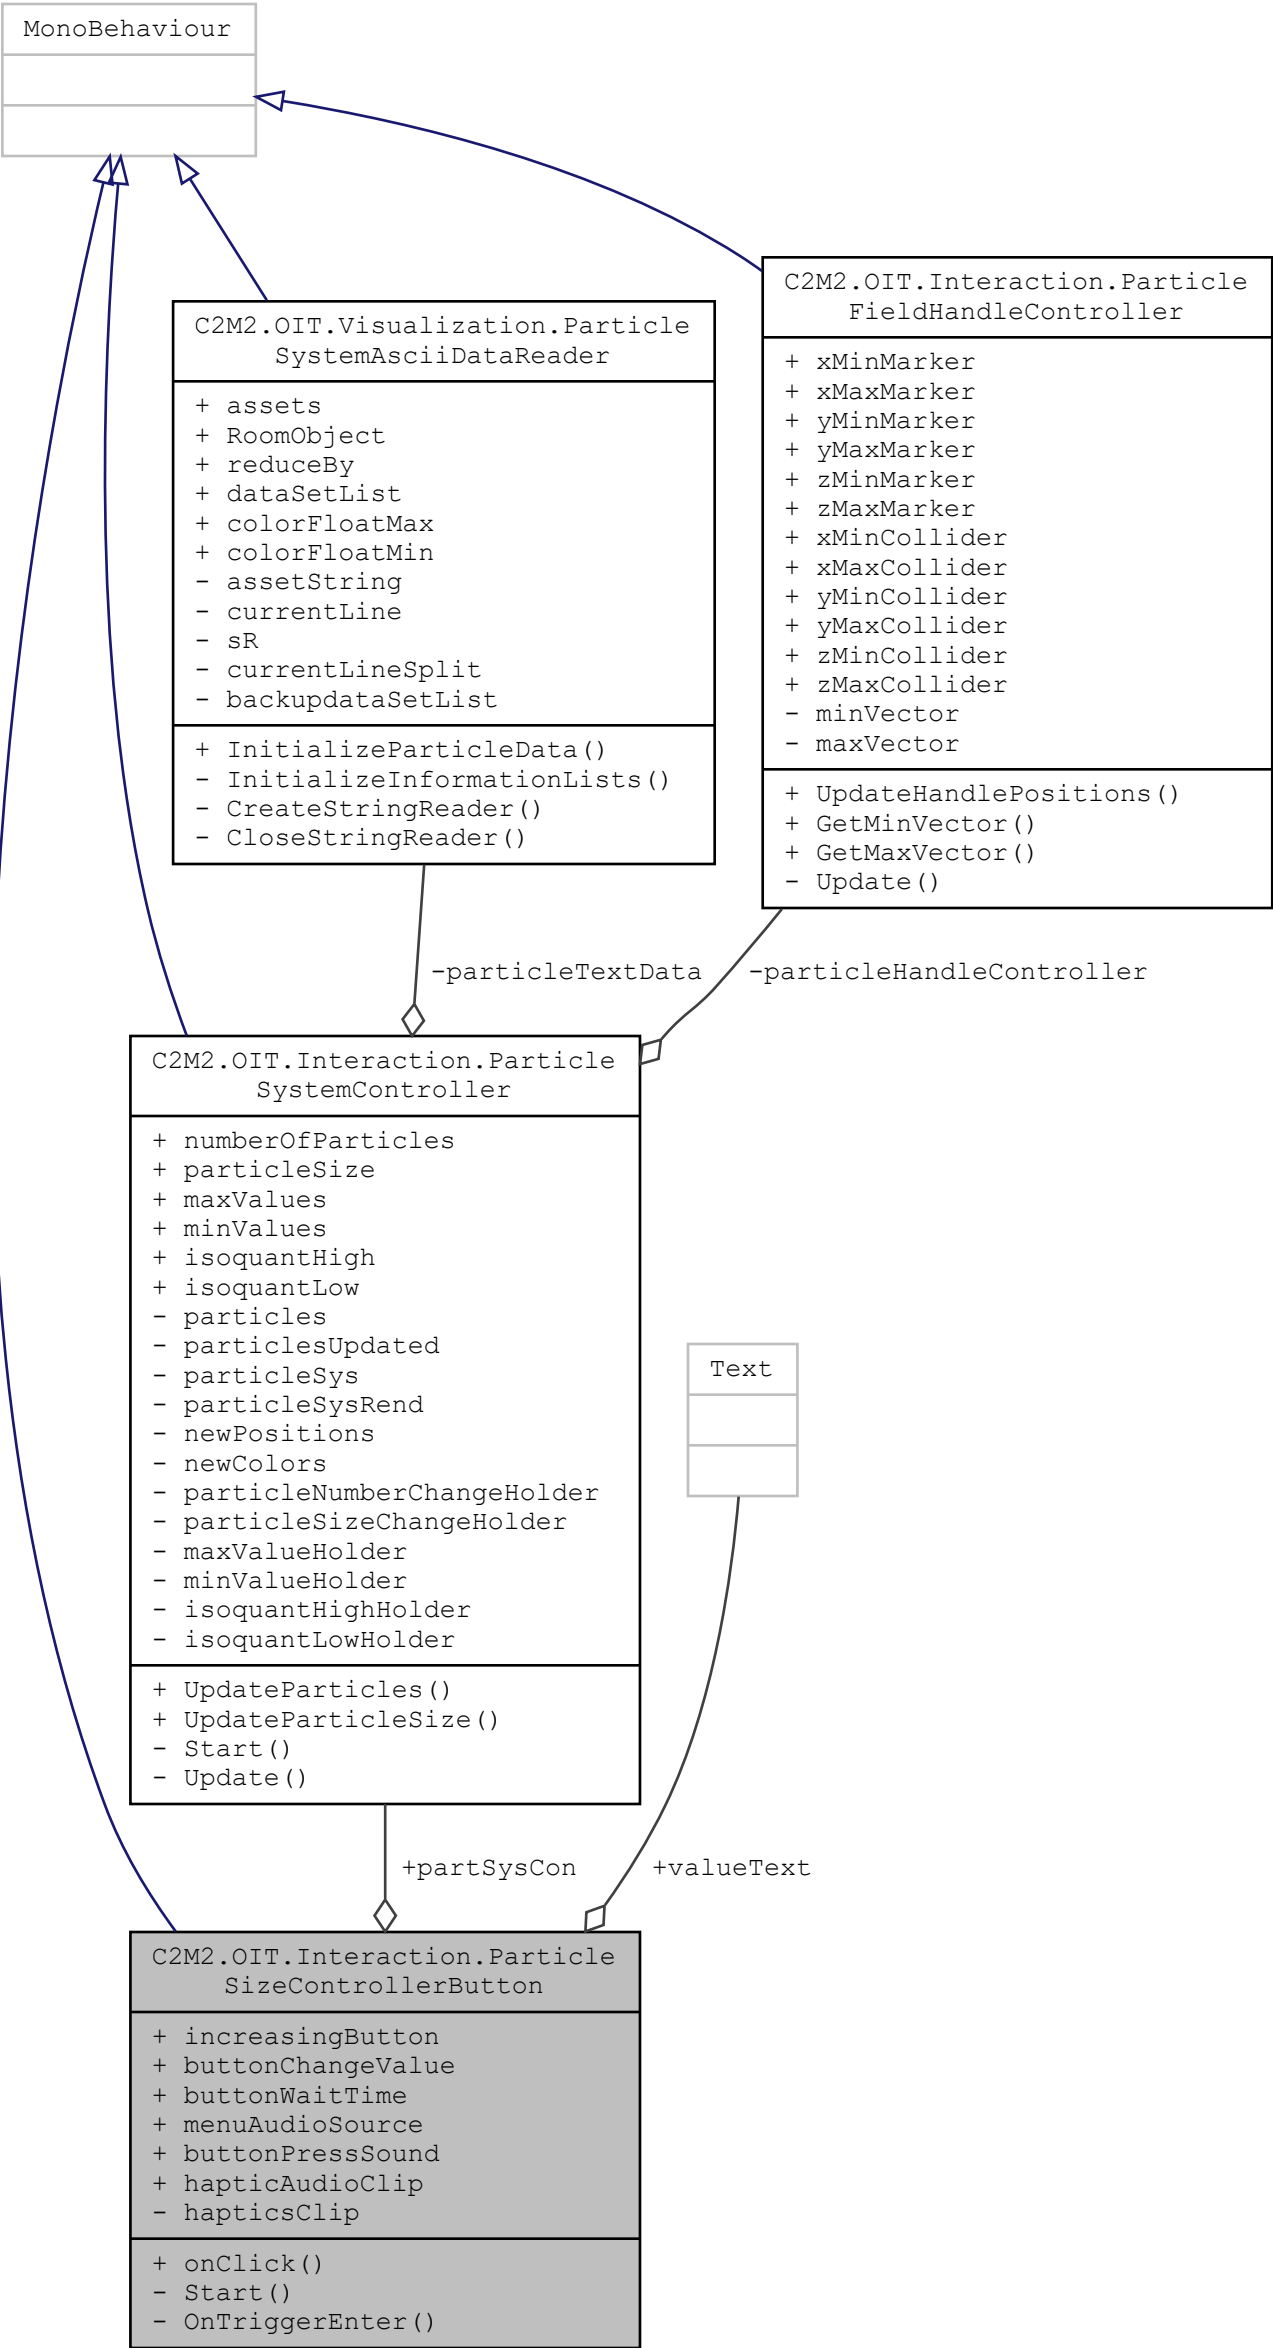 MonoBehaviour
C2M2.OIT.Visualization.Particle
SystemAsciiDataReader
+ assets
+ RoomObject
+ reduceBy
+ dataSetList
+ colorFloatMax
+ colorFloatMin
- assetString
- currentLine
- sR
- currentLineSplit
- backupdataSetList
+ InitializeParticleData()
- InitializeInformationLists()
- CreateStringReader()
- CloseStringReader()
C2M2.OIT.Interaction.Particle
FieldHandleController
+ xMinMarker
+ xMaxMarker
+ yMinMarker
+ yMaxMarker
+ zMinMarker
+ zMaxMarker
+ xMinCollider
+ xMaxCollider
+ yMinCollider
+ yMaxCollider
+ zMinCollider
+ zMaxCollider
- minVector
- maxVector
+ UpdateHandlePositions()
+ GetMinVector()
+ GetMaxVector()
- Update()
-particleTextData
-particleHandleController
C2M2.OIT.Interaction.Particle
SystemController
+ numberOfParticles
+ particleSize
+ maxValues
+ minValues
+ isoquantHigh
+ isoquantLow
- particles
- particlesUpdated
- particleSys
- particleSysRend
- newPositions
- newColors
- particleNumberChangeHolder
- particleSizeChangeHolder
- maxValueHolder
- minValueHolder
- isoquantHighHolder
- isoquantLowHolder
+ UpdateParticles()
+ UpdateParticleSize()
- Start()
- Update()
Text
+partSysCon
+valueText
C2M2.OIT.Interaction.Particle
SizeControllerButton
+ increasingButton
+ buttonChangeValue
+ buttonWaitTime
+ menuAudioSource
+ buttonPressSound
+ hapticAudioClip
- hapticsClip
+ onClick()
- Start()
- OnTriggerEnter()